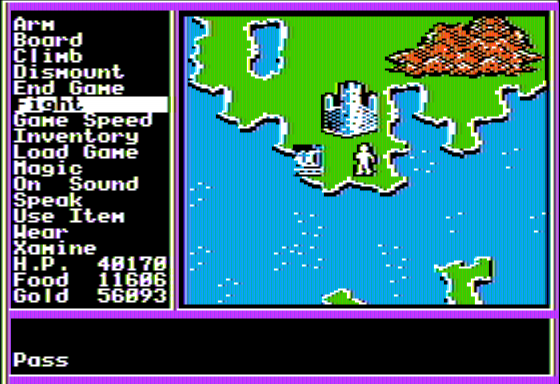 Arm
Board
Climb
Dismount
End Game
Fight
Game Speed
Inventory
Load Game
Magic
On  Sound
Speak
Use Item
Wear
Xamine
H.P.  40170
Food  11606
Gold  56093
Pass